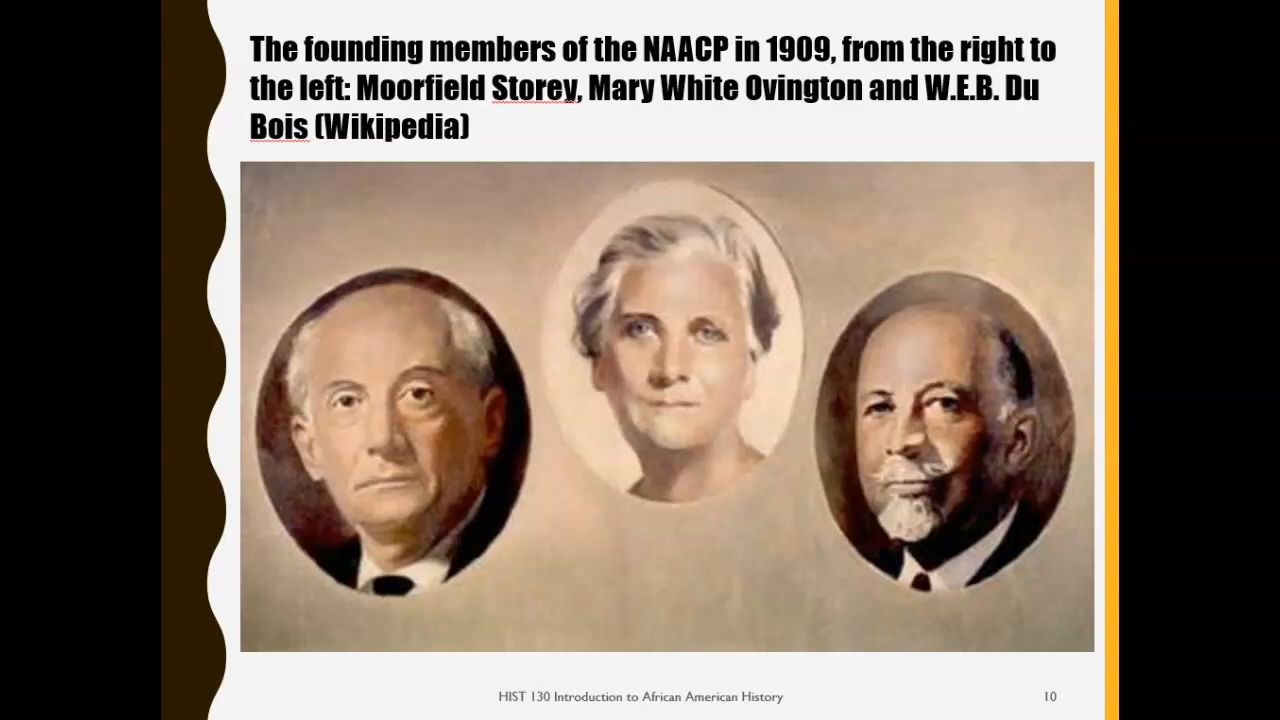 The founding members of the NAACP in 1909, from the right to
the left: Moorfield Storey, Mary White Ovington and W.E.B. Du
Bois (Wikipedia)
HIST 130 Introduction to African American History
10